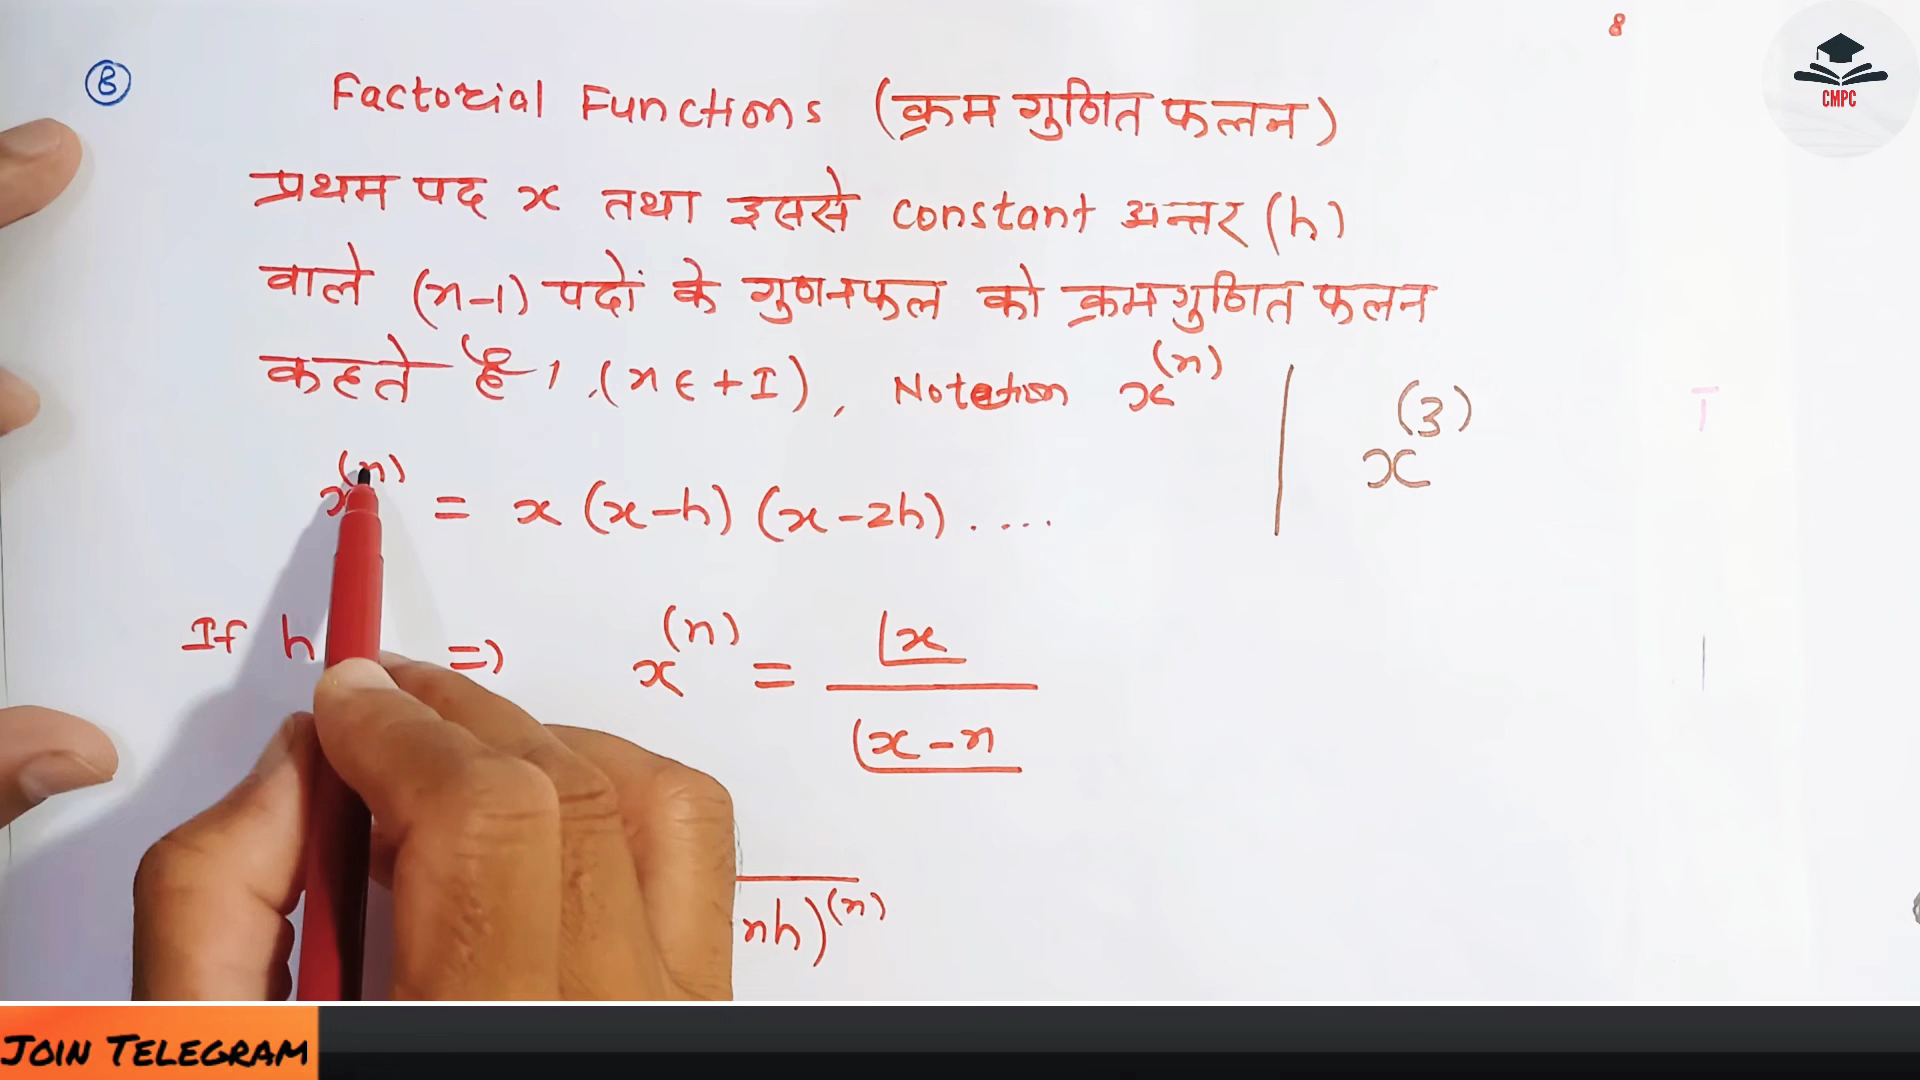 8
CMPC
B Factorial Functions (क्रम गुणित फलन)
प्रथम पद x तथा इससे constant अन्तर (h)
वाले (n-1) पदों के गुणनफल को क्रमगुणित फलन
कहते हैं। (n ∈ +I), Notation x^(n)
x^(3)
x^(n) = x (x-h) (x-2h) .....
If h => x^(n) = |x / |x-n
nh)^(n)
JOIN TELEGRAM